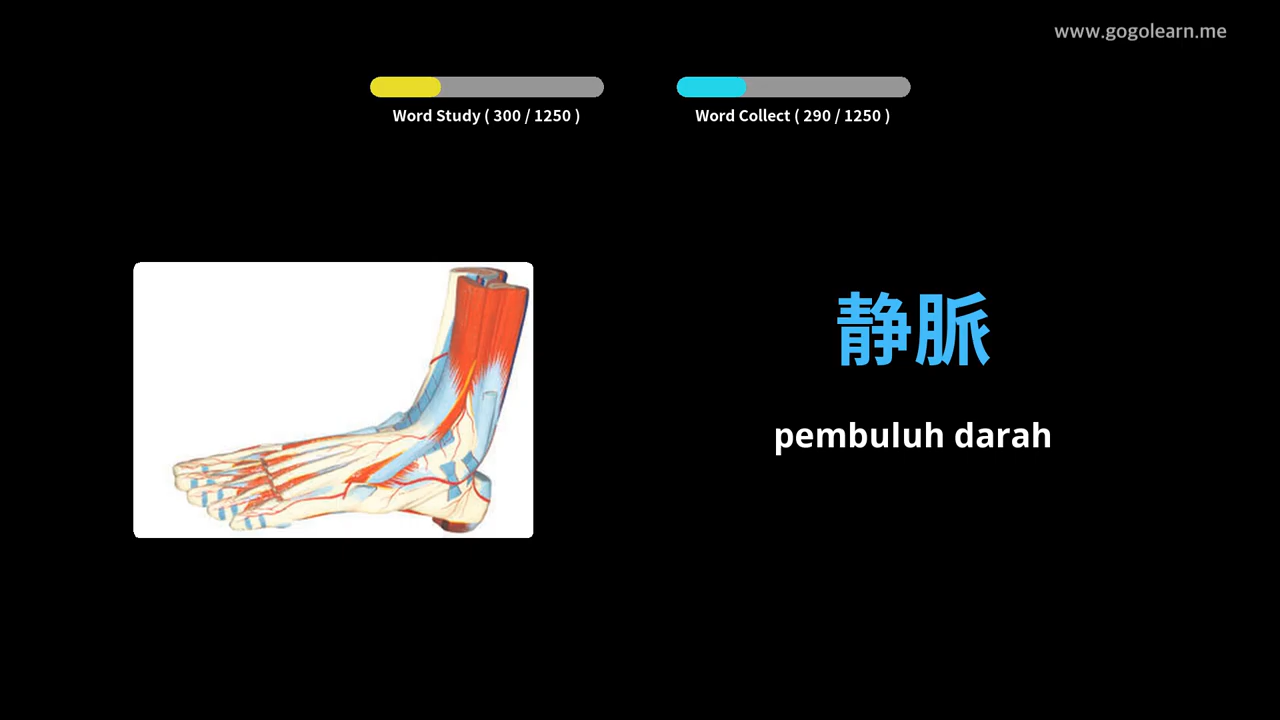 www.gogolearn.me
Word Study ( 300 / 1250 )
Word Collect ( 290 / 1250 )
静脈
pembuluh darah